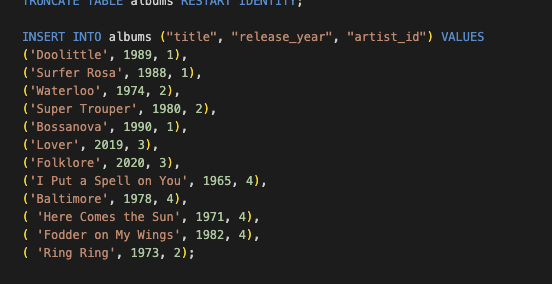 TRUNCATE TABLE albums RESTART IDENTITY;
INSERT INTO albums ("title", "release_year", "artist_id") VALUES
('Doolittle', 1989, 1),
('Surfer Rosa', 1988, 1),
('Waterloo', 1974, 2),
('Super Trouper', 1980, 2),
('Bossanova', 1990, 1),
('Lover', 2019, 3),
('Folklore', 2020, 3),
('I Put a Spell on You', 1965, 4),
('Baltimore', 1978, 4),
( 'Here Comes the Sun', 1971, 4),
( 'Fodder on My Wings', 1982, 4),
( 'Ring Ring', 1973, 2);